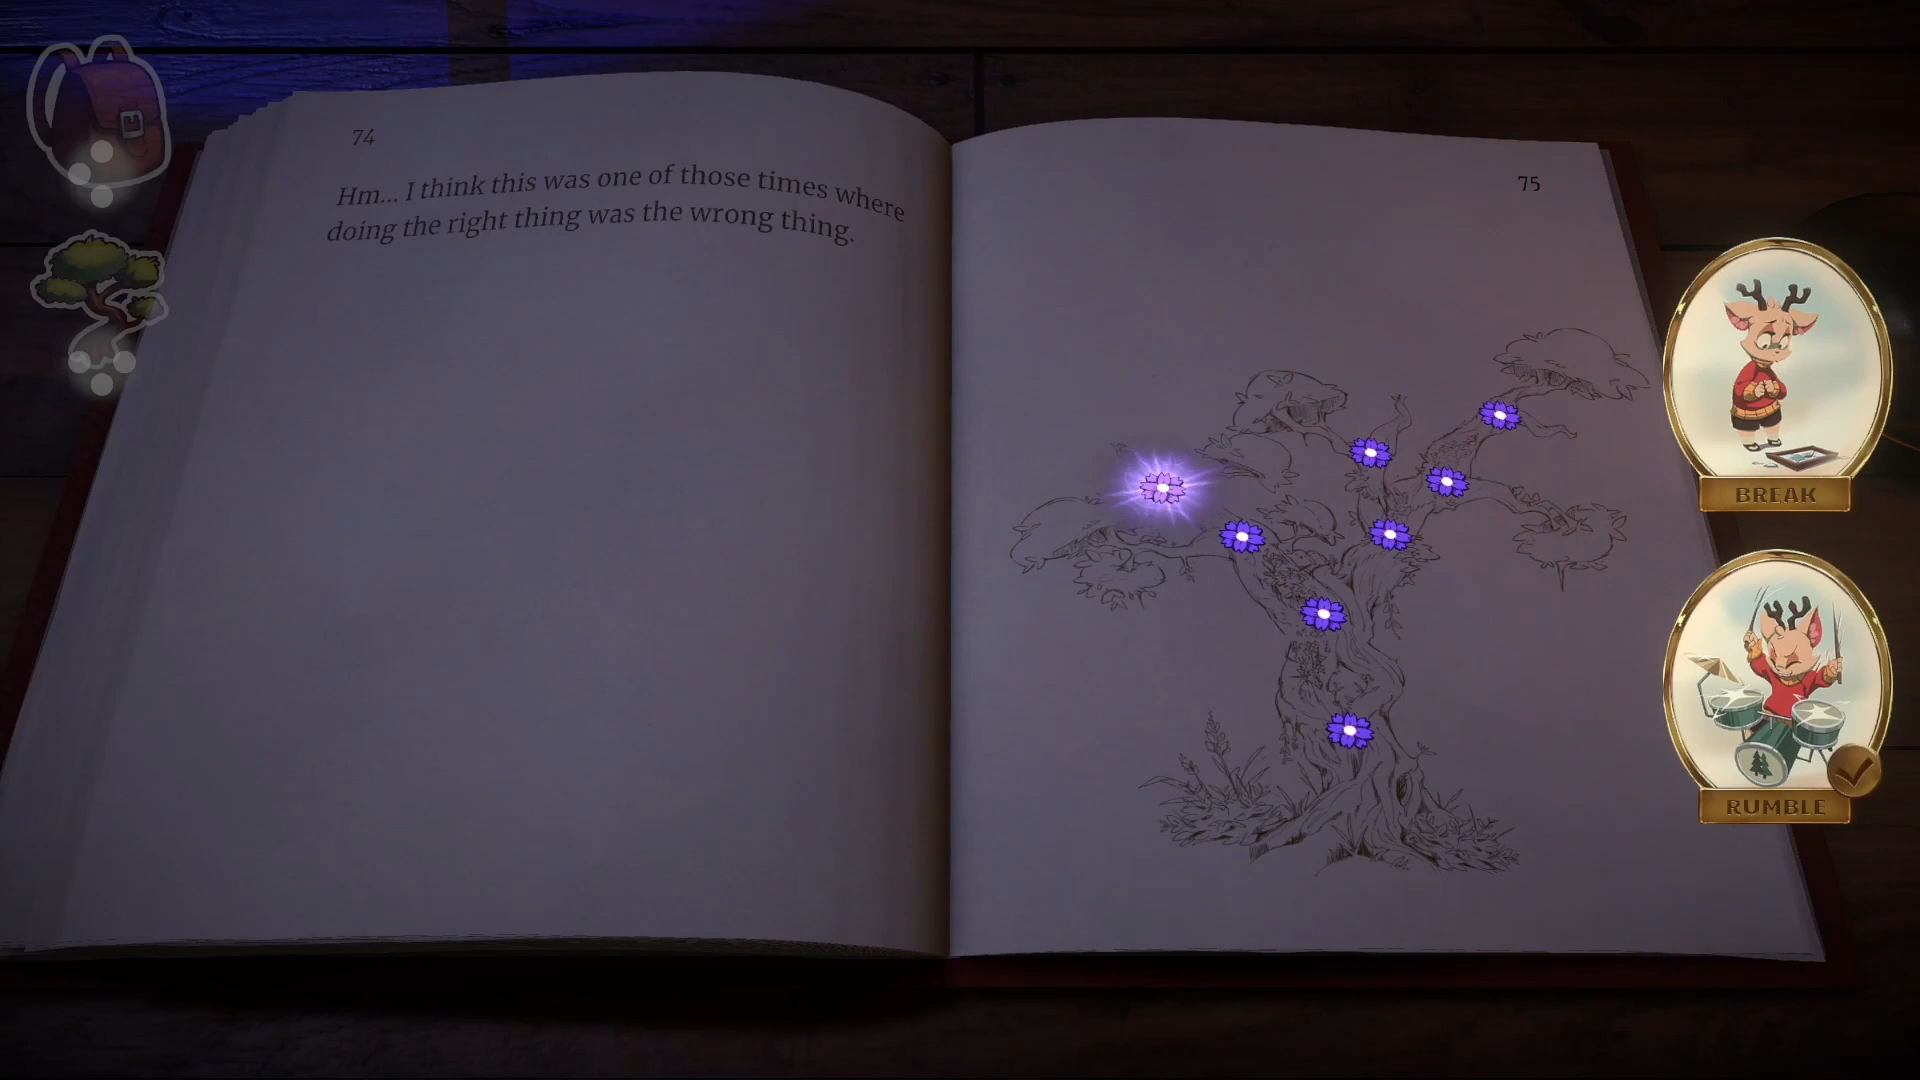 74
Hm... I think this was one of those times where
doing the right thing was the wrong thing.
75
BREAK
RUMBLE